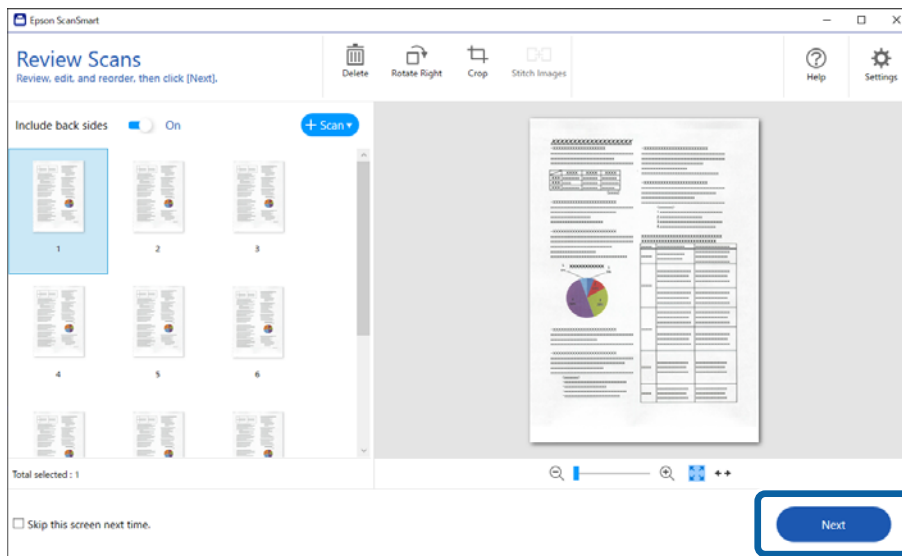 Epson ScanSmart
Review Scans
Review, edit, and reorder, then click [Next].
Delete
Rotate Right
Crop
Stitch Images
Help
Settings
Include back sides
On
+ Scan
1
2
3
4
5
6
Total selected : 1
Skip this screen next time.
Next